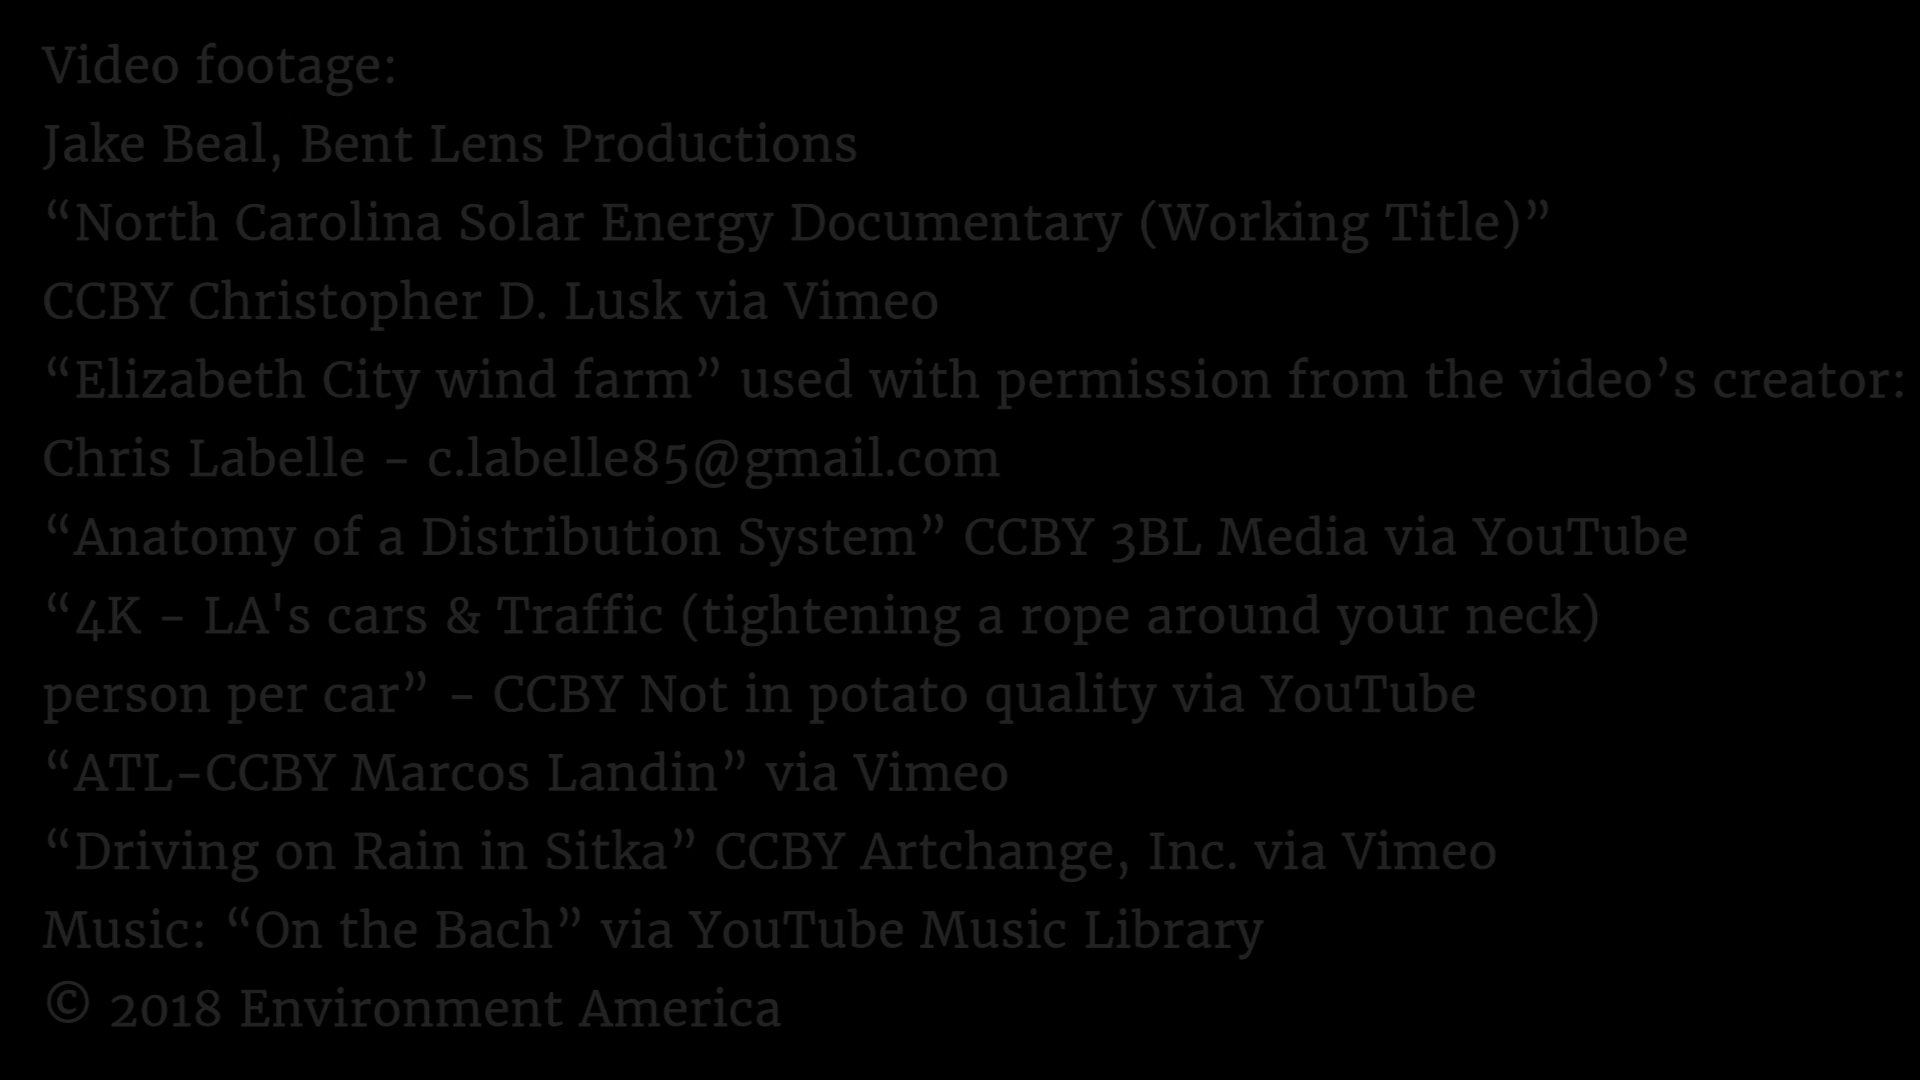 Video footage:
Jake Beal, Bent Lens Productions
“North Carolina Solar Energy Documentary (Working Title)”
CCBY Christopher D. Lusk via Vimeo
“Elizabeth City wind farm” used with permission from the video’s creator:
Chris Labelle - c.labelle85@gmail.com
“Anatomy of a Distribution System” CCBY 3BL Media via YouTube
“4K - LA's cars & Traffic (tightening a rope around your neck)
person per car” - CCBY Not in potato quality via YouTube
“ATL-CCBY Marcos Landin” via Vimeo
“Driving on Rain in Sitka” CCBY Artchange, Inc. via Vimeo
Music: “On the Bach” via YouTube Music Library
© 2018 Environment America